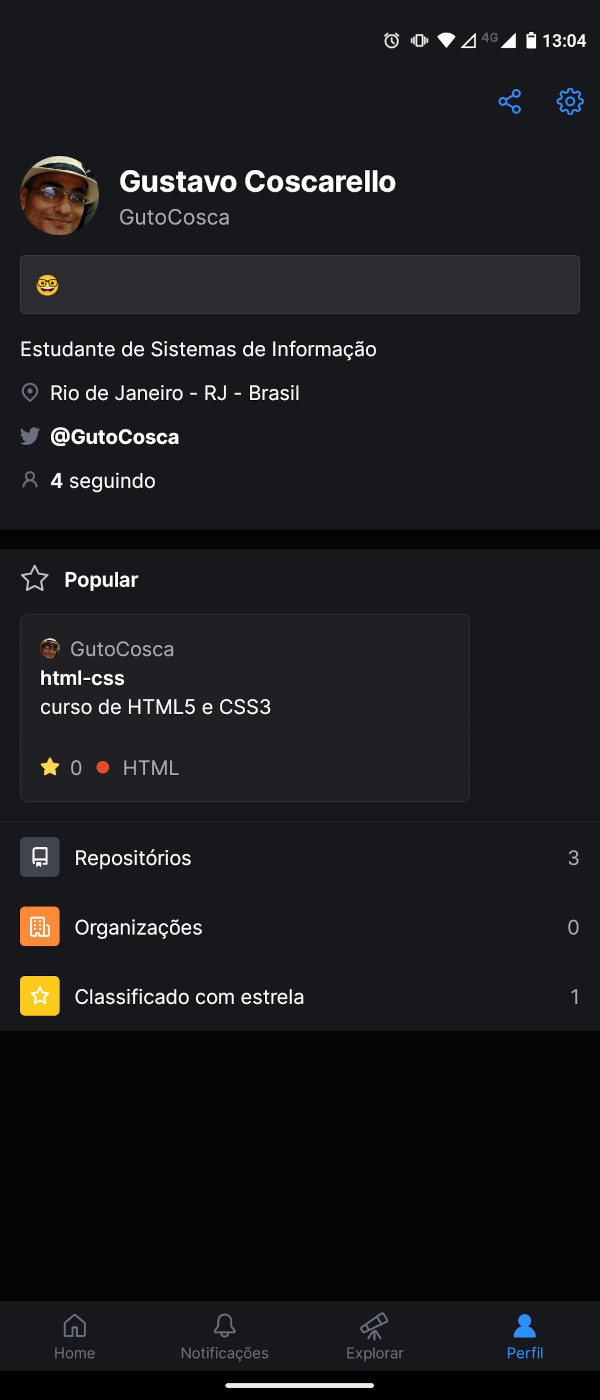 4G 13:04
Gustavo Coscarello
GutoCosca
🤓
Estudante de Sistemas de Informação
Rio de Janeiro - RJ - Brasil
@GutoCosca
4 seguindo
Popular
GutoCosca
html-css
curso de HTML5 e CSS3
0 HTML
Repositórios 3
Organizações 0
Classificado com estrela 1
Home Notificações Explorar Perfil